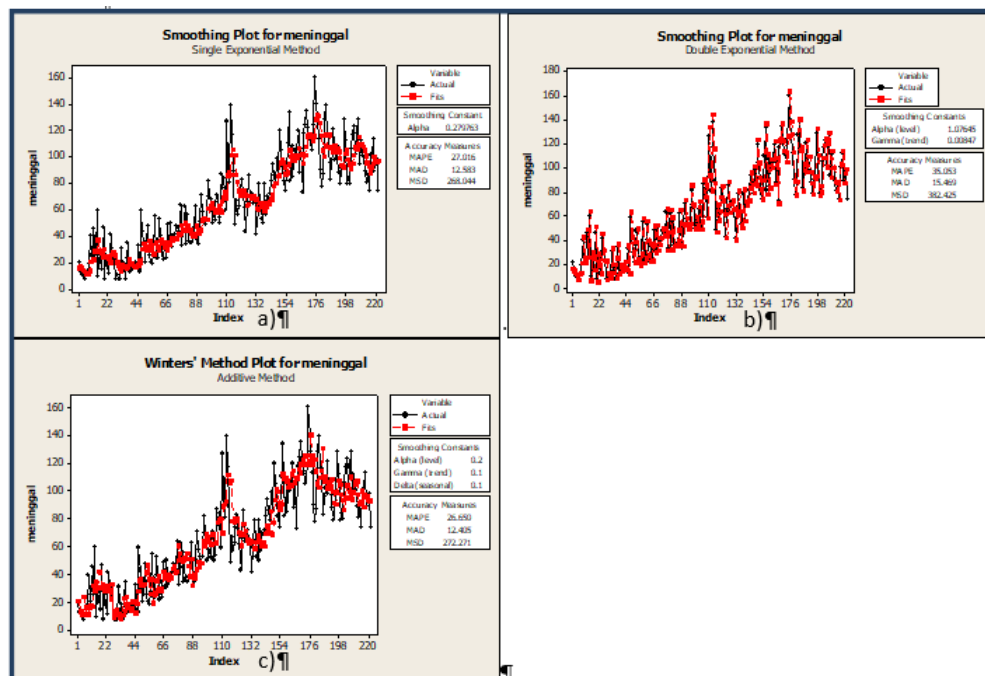 Smoothing Plot for meninggal
Single Exponential Method
160
140
120
100
80
60
40
20
0
meninggal
1 22 44 66 88 110 132 154 176 198 220
Index
a)¶
Variable
Actual
Fits
Smoothing Constant
Alpha 0.279763
Accuracy Measures
MAPE 27.016
MAD 12.583
MSD 268.044
Smoothing Plot for meninggal
Double Exponential Method
180
160
140
120
100
80
60
40
20
0
meninggal
1 22 44 66 88 110 132 154 176 198 220
Index
b)¶
Variable
Actual
Fits
Smoothing Constants
Alpha (level) 1.07645
Gamma (trend) 0.00847
Accuracy Measures
MAPE 35.053
MAD 15.469
MSD 382.425
Winters' Method Plot for meninggal
Additive Method
160
140
120
100
80
60
40
20
0
meninggal
1 22 44 66 88 110 132 154 176 198 220
Index
c)¶
Variable
Actual
Fits
Smoothing Constants
Alpha (level) 0.2
Gamma (trend) 0.1
Delta (seasonal) 0.1
Accuracy Measures
MAPE 26.650
MAD 12.405
MSD 272.271
¶